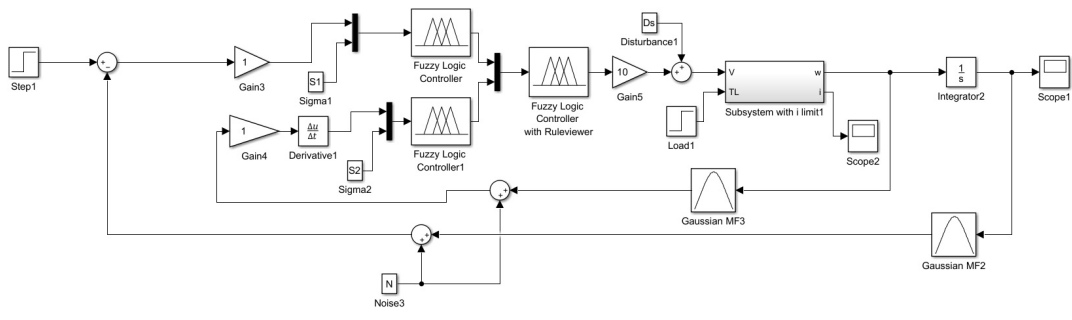 Step1
+
−
1
Gain3
S1
Sigma1
Fuzzy Logic
Controller
1
Gain4
Δu
Δt
Derivative1
S2
Sigma2
Fuzzy Logic
Controller1
Fuzzy Logic
Controller
with Ruleviewer
10
Gain5
Ds
Disturbance1
+
+
V
TL
w
i
Subsystem with i limit1
Load1
Scope2
1
s
Integrator2
Scope1
+
+
Gaussian MF3
+
+
Gaussian MF2
N
Noise3